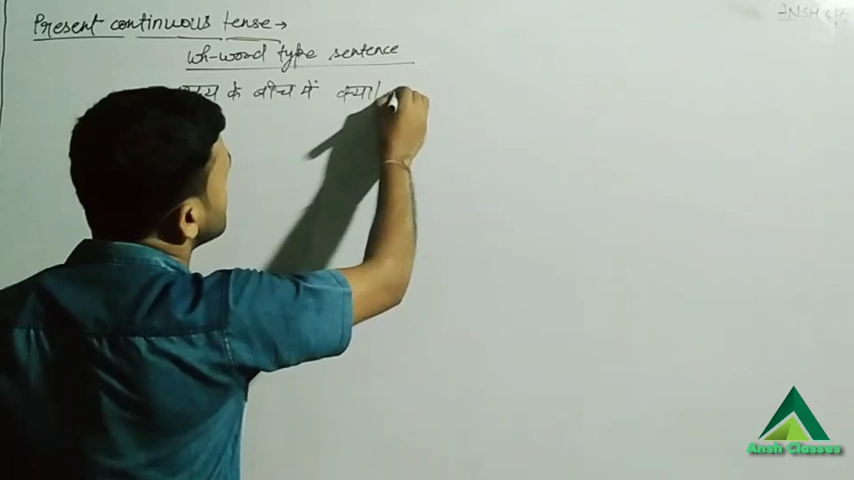 Present continuous tense→
Wh-word type sentence
के बीच में क्या/
Ansh Classes